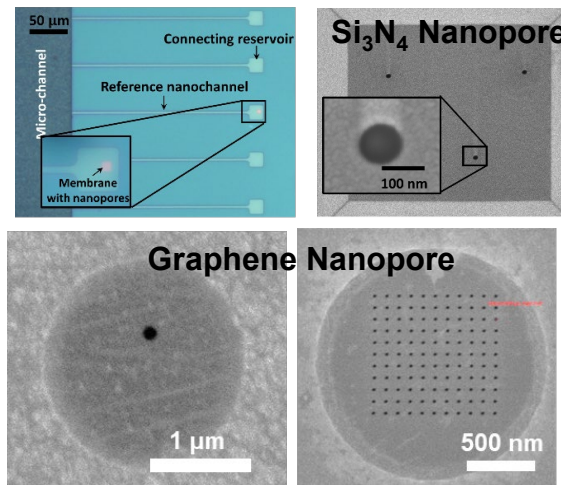 50 µm
Connecting reservoir
Reference nanochannel
Micro-channel
Membrane
with nanopores
Si₃N₄ Nanopore
100 nm
Graphene Nanopore
1 µm
500 nm